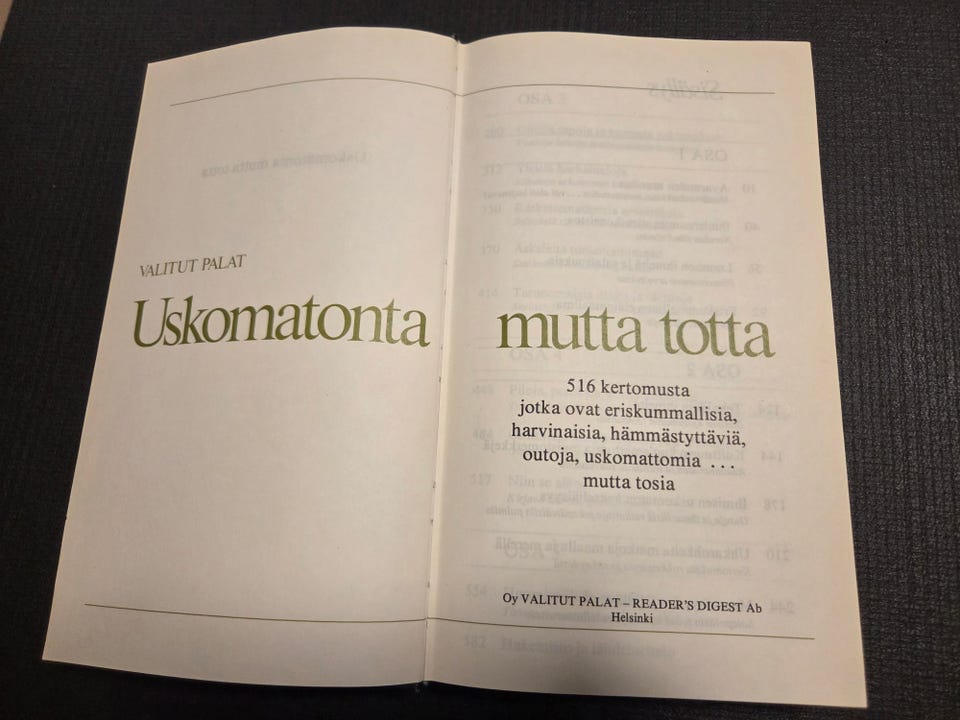 VALITUT PALAT
Uskomatonta mutta totta
516 kertomusta
jotka ovat eriskummallisia,
harvinaisia, hämmästyttäviä,
outoja, uskomattomia ...
mutta tosia
Oy VALITUT PALAT – READER'S DIGEST Ab
Helsinki